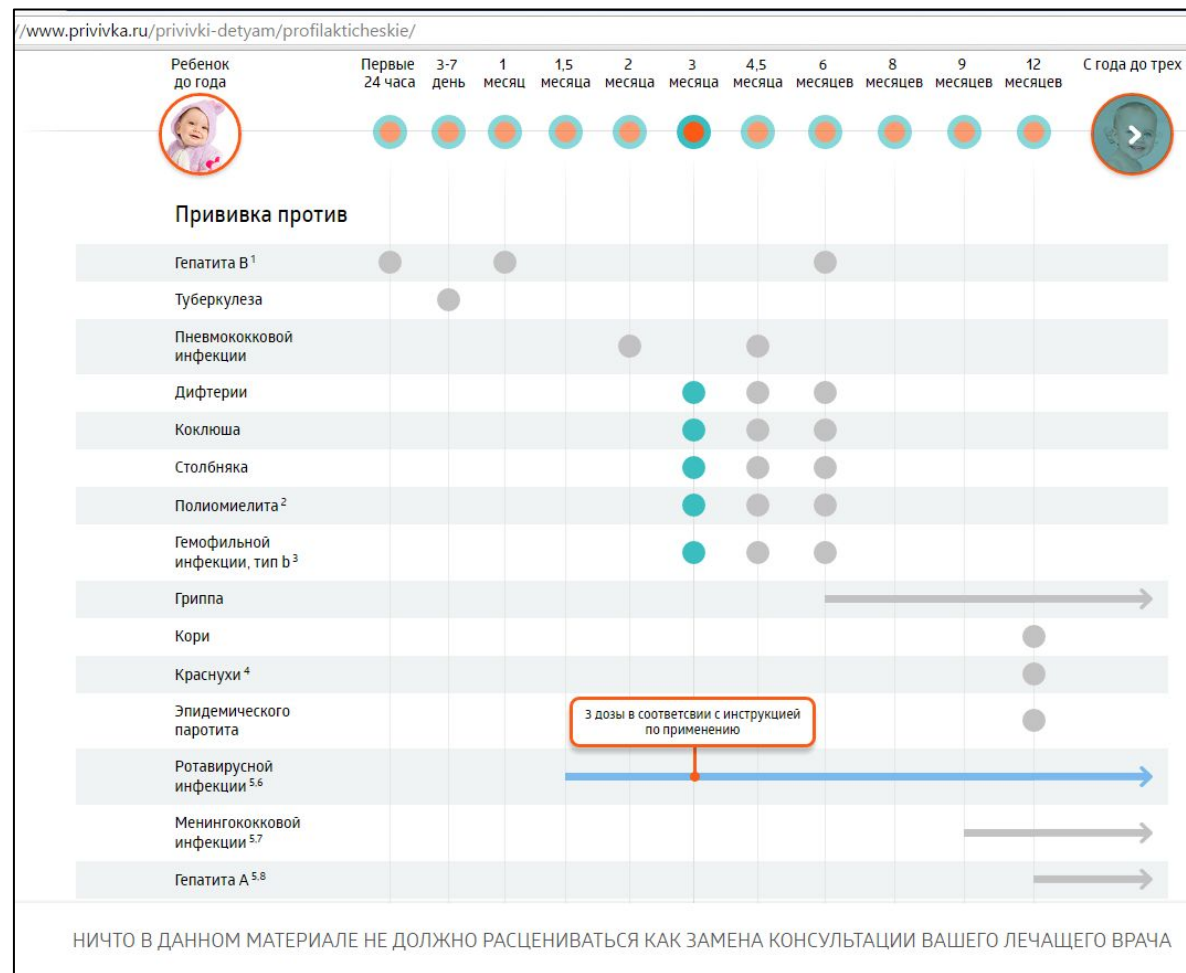 //www.privivka.ru/privivki-detyam/profilakticheskie/
Ребенок
до года
Первые
24 часа
3-7
день
1
месяц
1,5
месяца
2
месяца
3
месяца
4,5
месяца
6
месяцев
8
месяцев
9
месяцев
12
месяцев
С года до трех
Прививка против
Гепатита В 1
Туберкулеза
Пневмококковой
инфекции
Дифтерии
Коклюша
Столбняка
Полиомиелита 2
Гемофильной
инфекции, тип b 3
Гриппа
Кори
Краснухи 4
Эпидемического
паротита
3 дозы в соответсвии с инструкцией
по применению
Ротавирусной
инфекции 5,6
Менингококковой
инфекции 5,7
Гепатита А 5,8
НИЧТО В ДАННОМ МАТЕРИАЛЕ НЕ ДОЛЖНО РАСЦЕНИВАТЬСЯ КАК ЗАМЕНА КОНСУЛЬТАЦИИ ВАШЕГО ЛЕЧАЩЕГО ВРАЧА